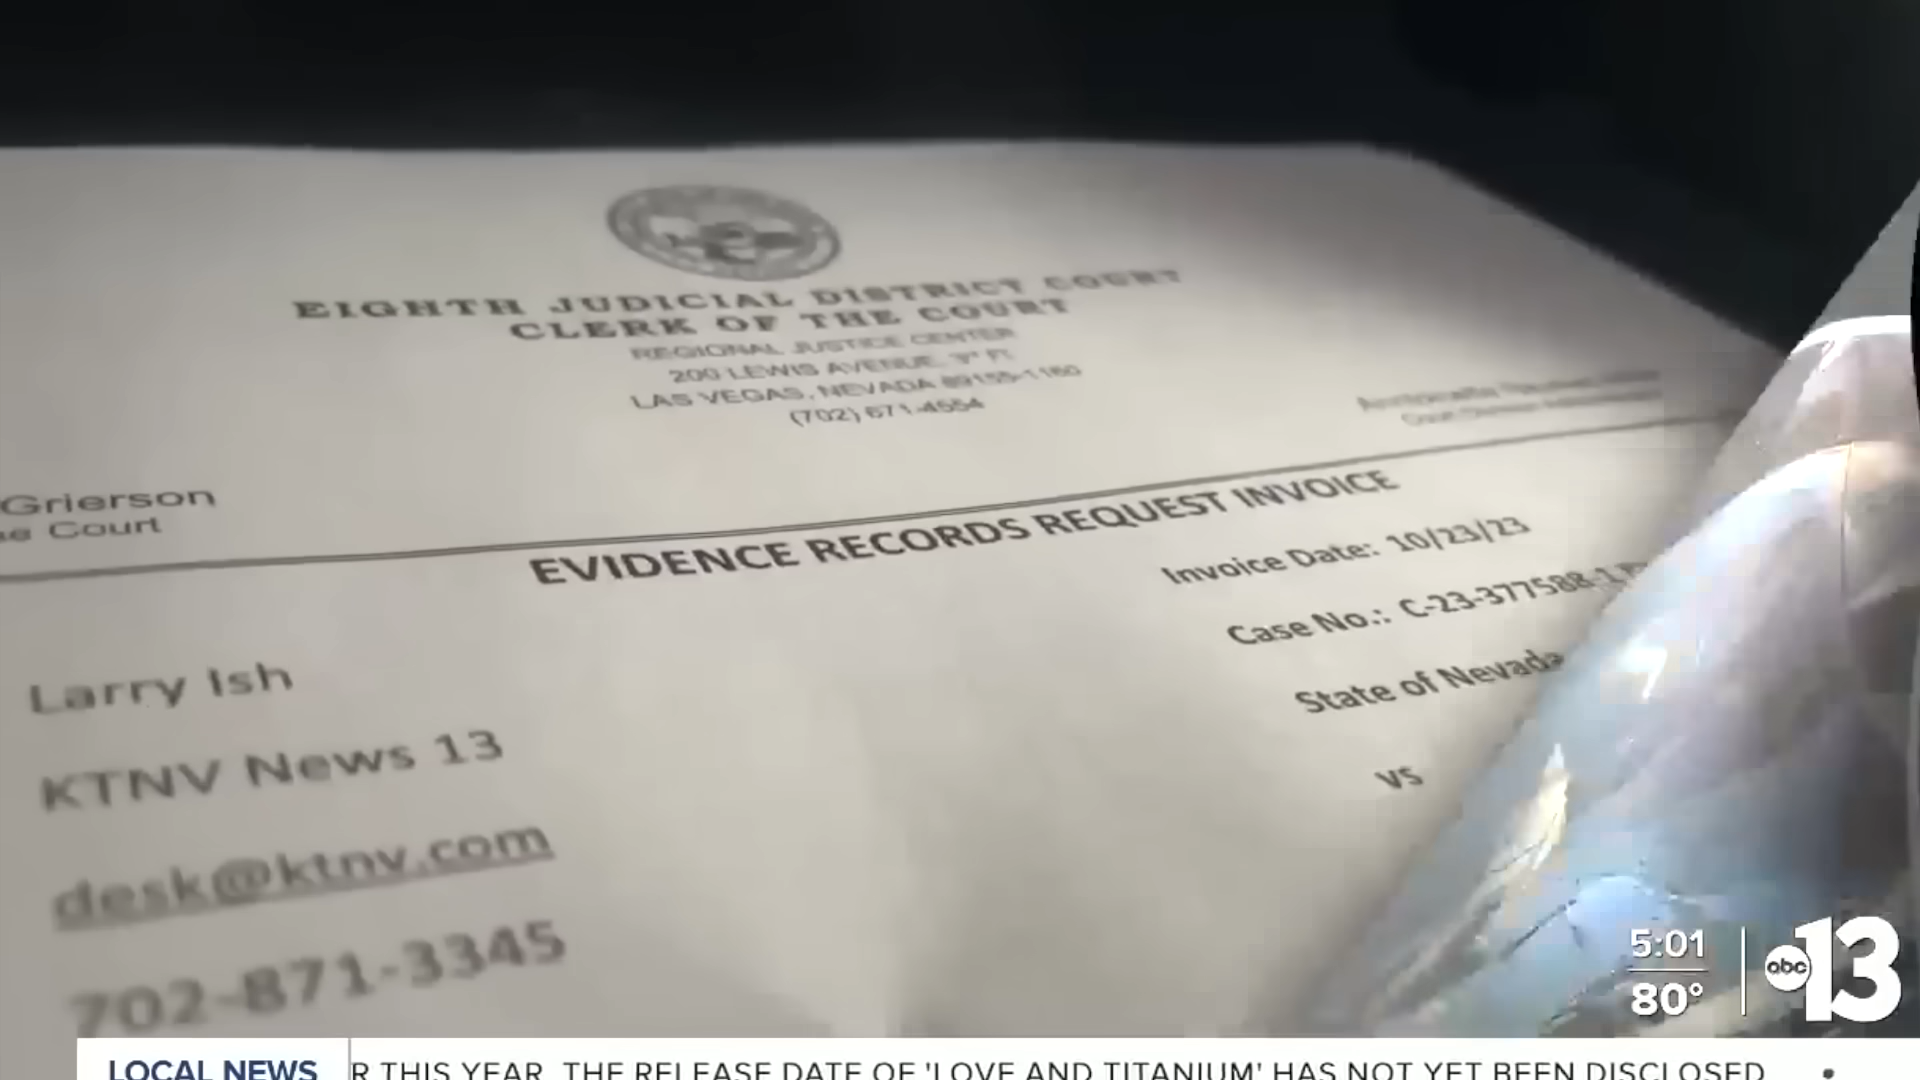 EIGHTH JUDICIAL DISTRICT COURT
CLERK OF THE COURT
REGIONAL JUSTICE CENTER
200 LEWIS AVENUE,
LAS VEGAS, NEVADA 89155-1160
(702) 671-4554
Grierson
Court
EVIDENCE RECORDS REQUEST INVOICE
Invoice Date: 10/23/23
Case No.: C-23-377588-1
State of Nevada
vs
Larry Ish
KTNV News 13
desk@ktnv.com
702-871-3345
5:01
80°
abc 13
LOCAL NEWS
R THIS YEAR. THE RELEASE DATE OF 'LOVE AND TITANIUM' HAS NOT YET BEEN DISCLOSED. •